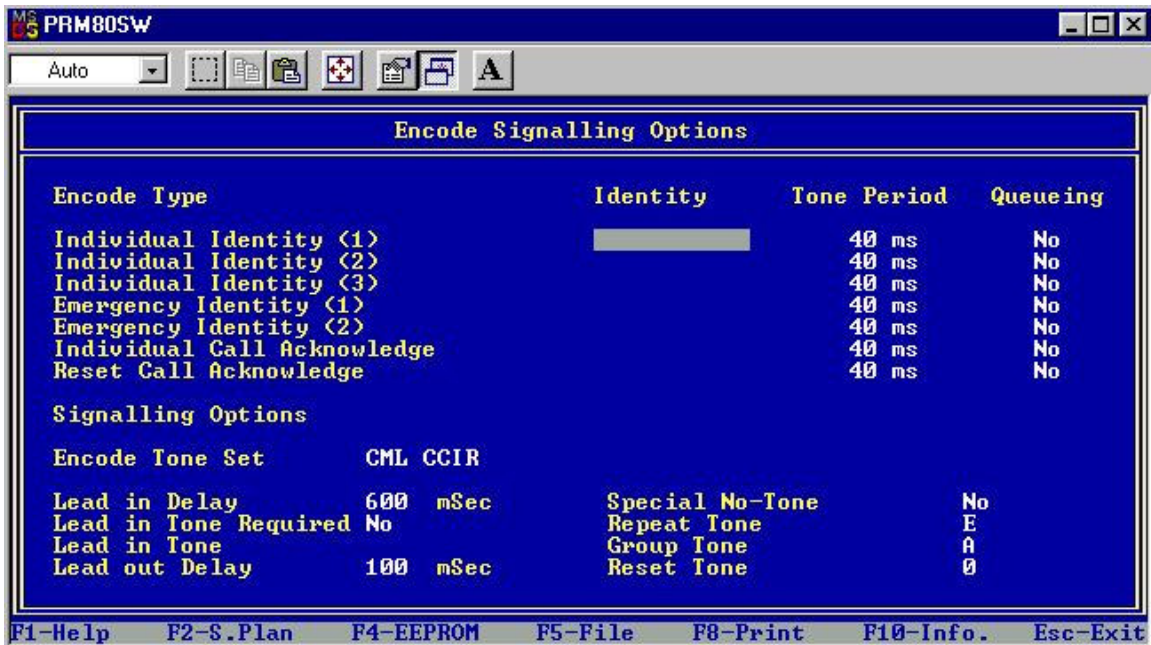 PRM80SW
Auto
A
Encode Signalling Options
Encode Type Identity Tone Period Queueing
Individual Identity (1) 40 ms No
Individual Identity (2) 40 ms No
Individual Identity (3) 40 ms No
Emergency Identity (1) 40 ms No
Emergency Identity (2) 40 ms No
Individual Call Acknowledge 40 ms No
Reset Call Acknowledge 40 ms No
Signalling Options
Encode Tone Set CML CCIR
Lead in Delay 600 mSec Special No-Tone No
Lead in Tone Required No Repeat Tone E
Lead in Tone Group Tone A
Lead out Delay 100 mSec Reset Tone 0
F1-Help F2-S.Plan F4-EEPROM F5-File F8-Print F10-Info. Esc-Exit